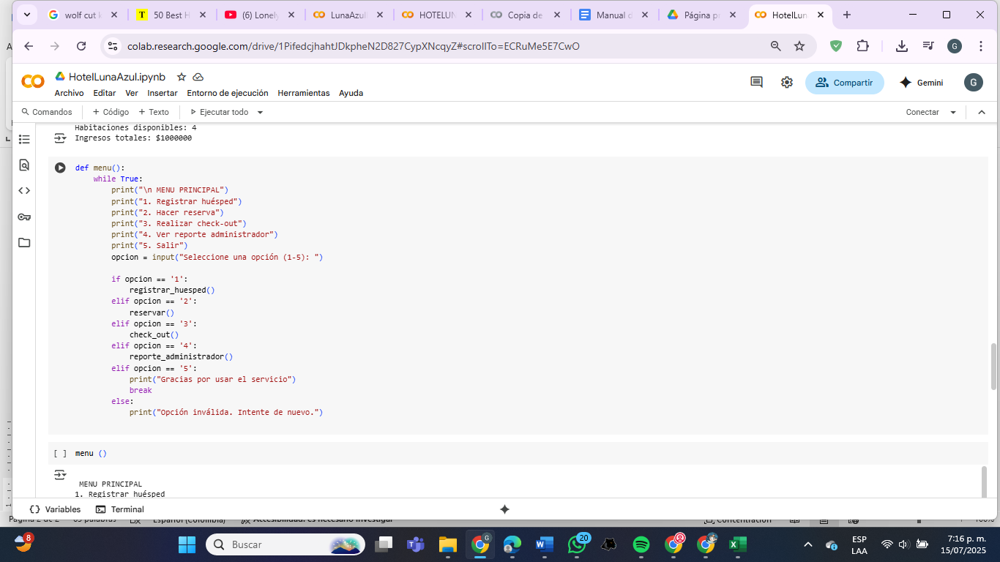 wolf cut k
50 Best H
(6) Lonely
LunaAzul
HOTELUN
Copia de
Manual d
Página pr
HotelLun
colab.research.google.com/drive/1PifedcjhahtJDkpheN2D827CypXNcqyZ#scrollTo=ECRuMe5E7CwO
G
HotelLunaAzul.ipynb
Archivo Editar Ver Insertar Entorno de ejecución Herramientas Ayuda
Compartir
Gemini
G
Comandos + Código + Texto Ejecutar todo
Conectar
Habitaciones disponibles: 4
Ingresos totales: $1000000
def menu():
while True:
print("\n MENU PRINCIPAL")
print("1. Registrar huésped")
print("2. Hacer reserva")
print("3. Realizar check-out")
print("4. Ver reporte administrador")
print("5. Salir")
opcion = input("Seleccione una opción (1-5): ")
if opcion == '1':
registrar_huesped()
elif opcion == '2':
reservar()
elif opcion == '3':
check_out()
elif opcion == '4':
reporte_administrador()
elif opcion == '5':
print("Gracias por usar el servicio")
break
else:
print("Opción inválida. Intente de nuevo.")
[ ] menu ()
MENU PRINCIPAL
1. Registrar huésped
Variables Terminal
Buscar
8
20
ESP
LAA
7:16 p. m.
15/07/2025